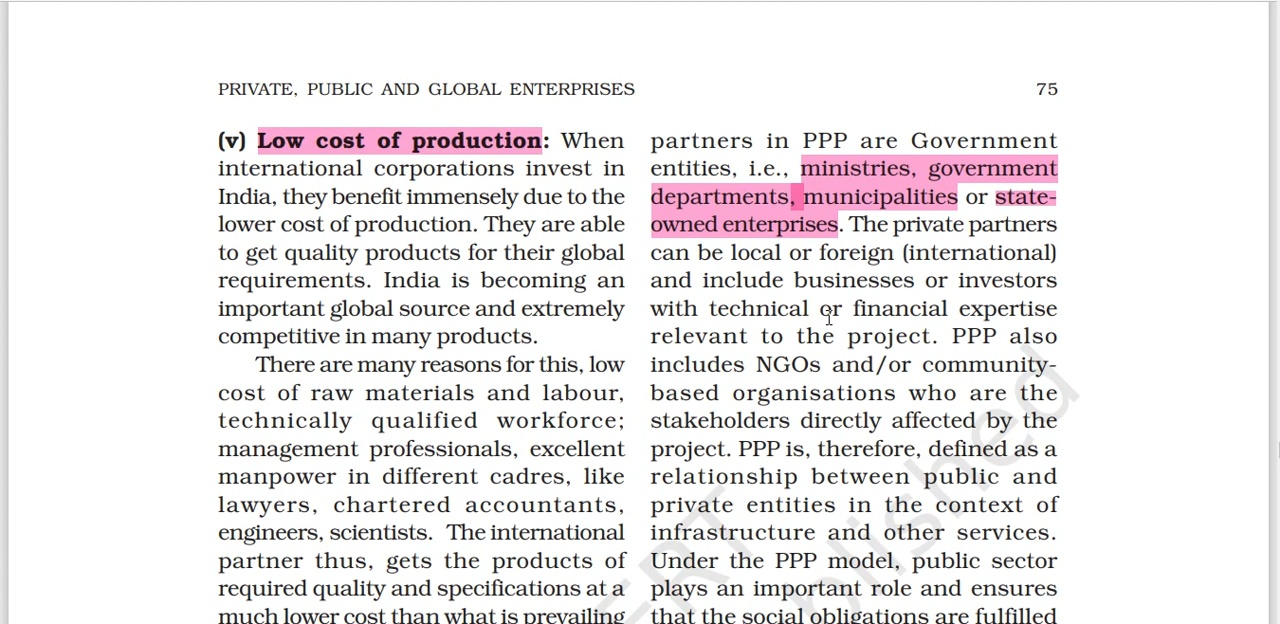 PRIVATE, PUBLIC AND GLOBAL ENTERPRISES
75
(v) Low cost of production: When
international corporations invest in
India, they benefit immensely due to the
lower cost of production. They are able
to get quality products for their global
requirements. India is becoming an
important global source and extremely
competitive in many products.
There are many reasons for this, low
cost of raw materials and labour,
technically qualified workforce;
management professionals, excellent
manpower in different cadres, like
lawyers, chartered accountants,
engineers, scientists. The international
partner thus, gets the products of
required quality and specifications at a
much lower cost than what is prevailing
partners in PPP are Government
entities, i.e., ministries, government
departments, municipalities or state-
owned enterprises. The private partners
can be local or foreign (international)
and include businesses or investors
with technical or financial expertise
relevant to the project. PPP also
includes NGOs and/or community-
based organisations who are the
stakeholders directly affected by the
project. PPP is, therefore, defined as a
relationship between public and
private entities in the context of
infrastructure and other services.
Under the PPP model, public sector
plays an important role and ensures
that the social obligations are fulfilled